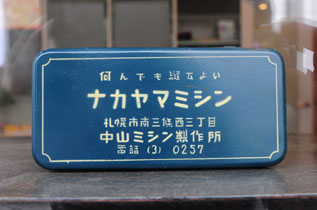 何んでも縫なよい
ナカヤマミシン
札幌市南三條西三丁目
中山ミシン製作所
電話 (3) 0257